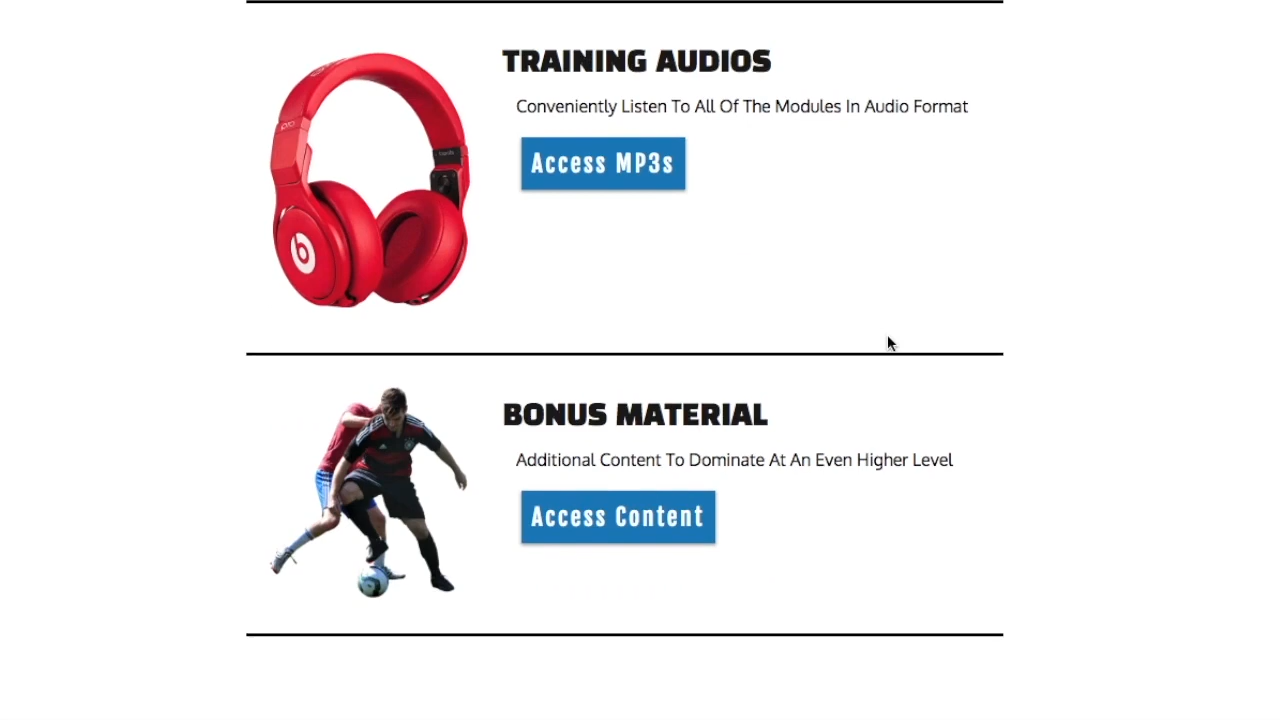 TRAINING AUDIOS
Conveniently Listen To All Of The Modules In Audio Format
Access MP3s
BONUS MATERIAL
Additional Content To Dominate At An Even Higher Level
Access Content